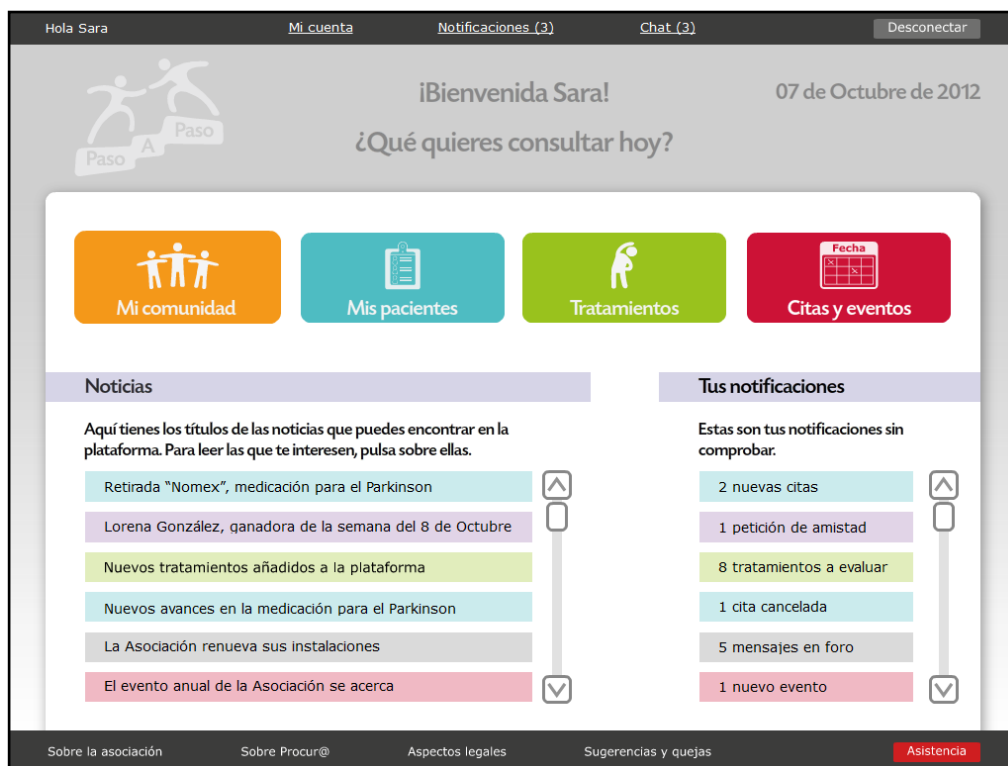 Hola Sara
Mi cuenta
Notificaciones (3)
Chat (3)
Desconectar
Paso A Paso
¡Bienvenida Sara!
07 de Octubre de 2012
¿Qué quieres consultar hoy?
Mi comunidad
Mis pacientes
Tratamientos
Fecha
Citas y eventos
Noticias
Aquí tienes los títulos de las noticias que puedes encontrar en la
plataforma. Para leer las que te interesen, pulsa sobre ellas.
Retirada “Nomex”, medicación para el Parkinson
Lorena González, ganadora de la semana del 8 de Octubre
Nuevos tratamientos añadidos a la plataforma
Nuevos avances en la medicación para el Parkinson
La Asociación renueva sus instalaciones
El evento anual de la Asociación se acerca
Tus notificaciones
Estas son tus notificaciones sin
comprobar.
2 nuevas citas
1 petición de amistad
8 tratamientos a evaluar
1 cita cancelada
5 mensajes en foro
1 nuevo evento
Sobre la asociación
Sobre Procur@
Aspectos legales
Sugerencias y quejas
Asistencia